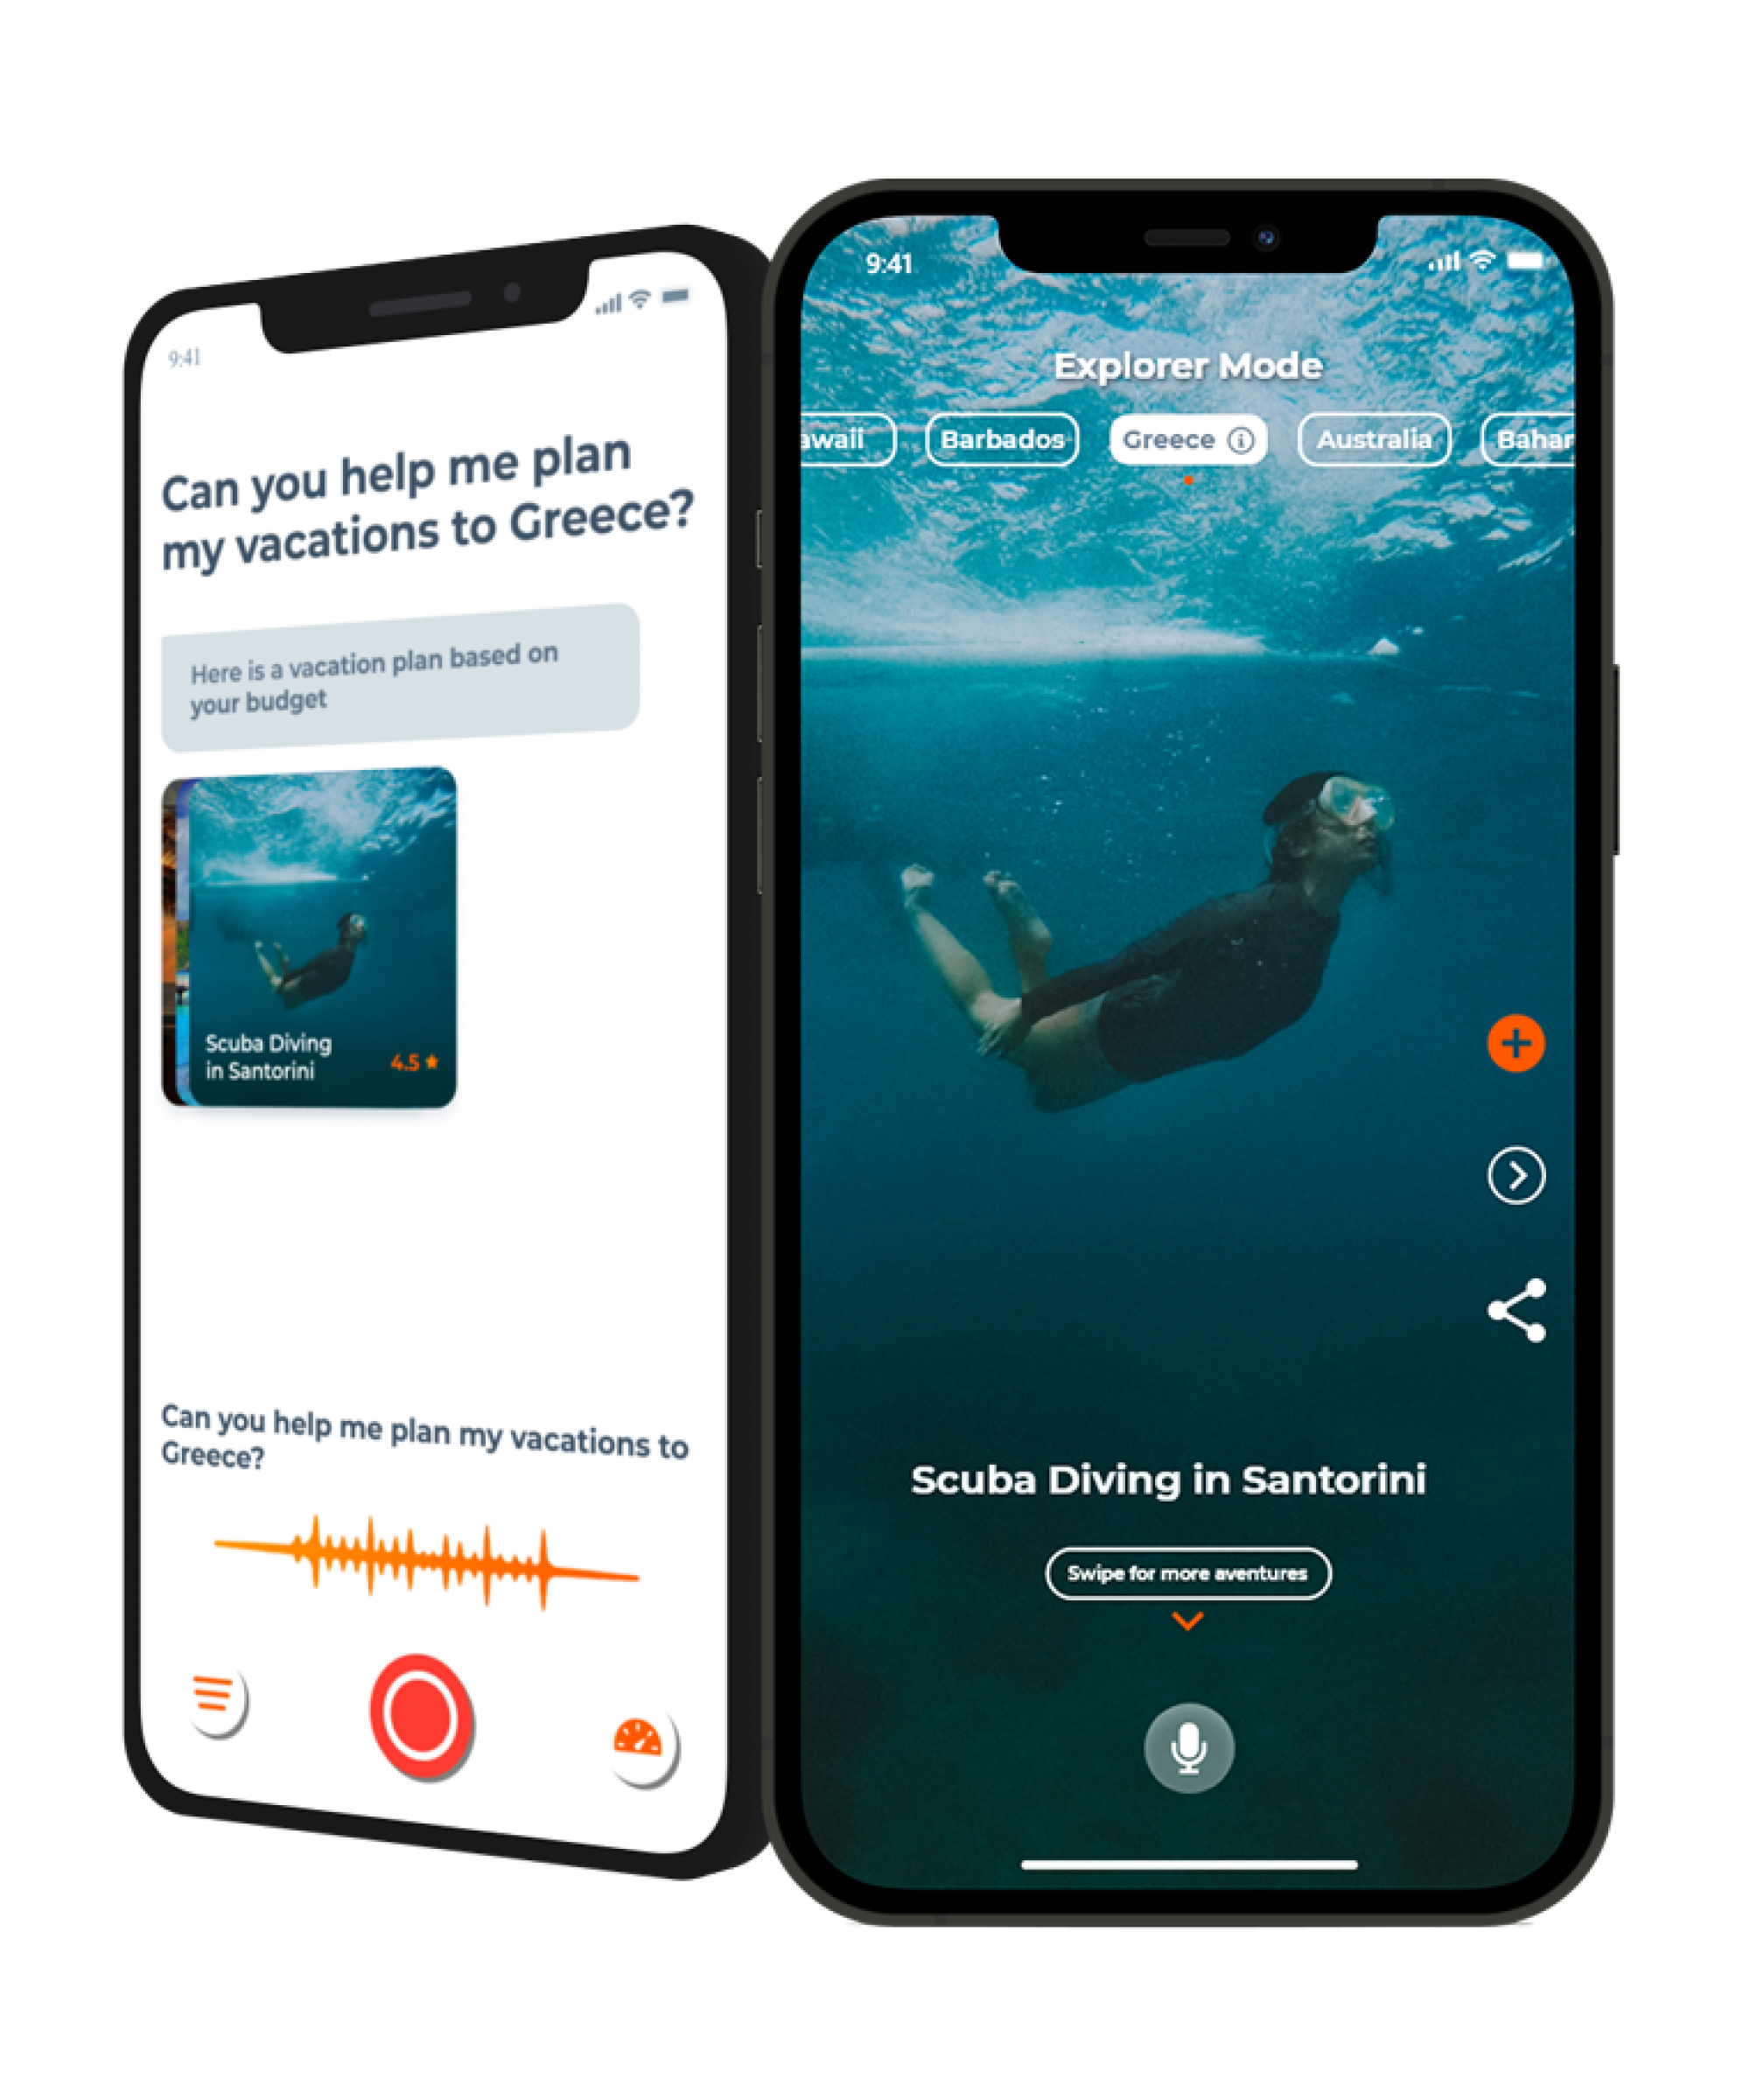 9:41
Can you help me plan
my vacations to Greece?
Here is a vacation plan based on
your budget
Scuba Diving
in Santorini
4.5
Can you help me plan my vacations to
Greece?
9:41
Explorer Mode
awaii
Barbados
Greece
Australia
Baham
Scuba Diving in Santorini
Swipe for more aventures